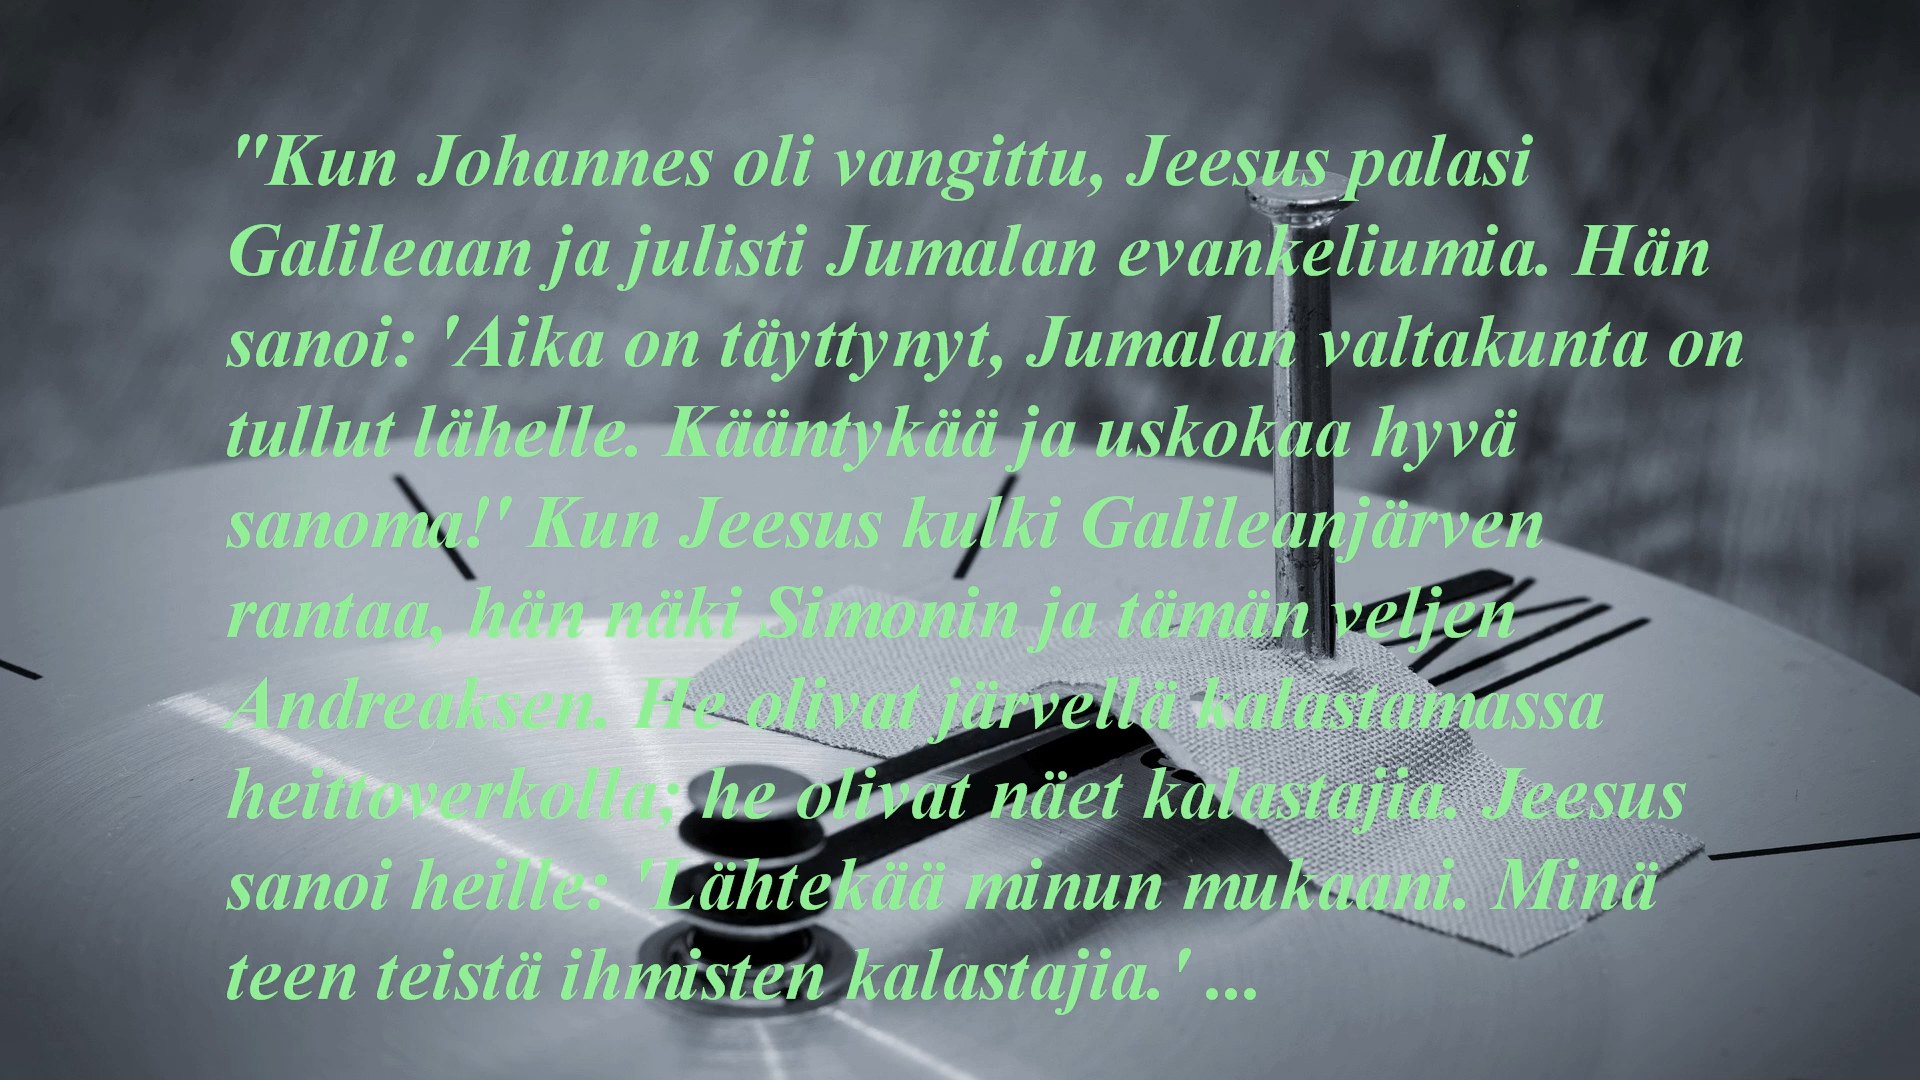 "Kun Johannes oli vangittu, Jeesus palasi
Galileaan ja julisti Jumalan evankeliumia. Hän
sanoi: 'Aika on täyttynyt, Jumalan valtakunta on
tullut lähelle. Kääntykää ja uskokaa hyvä
sanoma!' Kun Jeesus kulki Galileanjärven
rantaa, hän näki Simonin ja tämän veljen
Andreaksen. He olivat järvellä kalastamassa
heittoverkolla; he olivat näet kalastajia. Jeesus
sanoi heille: 'Lähtekää minun mukaani. Minä
teen teistä ihmisten kalastajia.' ...